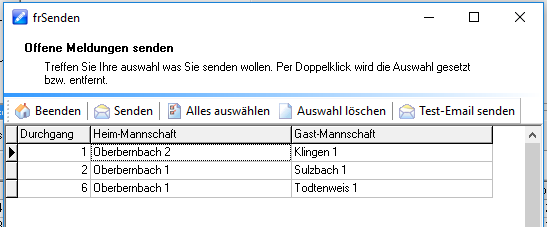 frSenden
Offene Meldungen senden
Treffen Sie Ihre auswahl was Sie senden wollen. Per Doppelklick wird die Auswahl gesetzt
bzw. entfernt.
Beenden Senden Alles auswählen Auswahl löschen Test-Email senden
Durchgang Heim-Mannschaft Gast-Mannschaft
1 Oberbernbach 2 Klingen 1
2 Oberbernbach 1 Sulzbach 1
6 Oberbernbach 1 Todtenweis 1